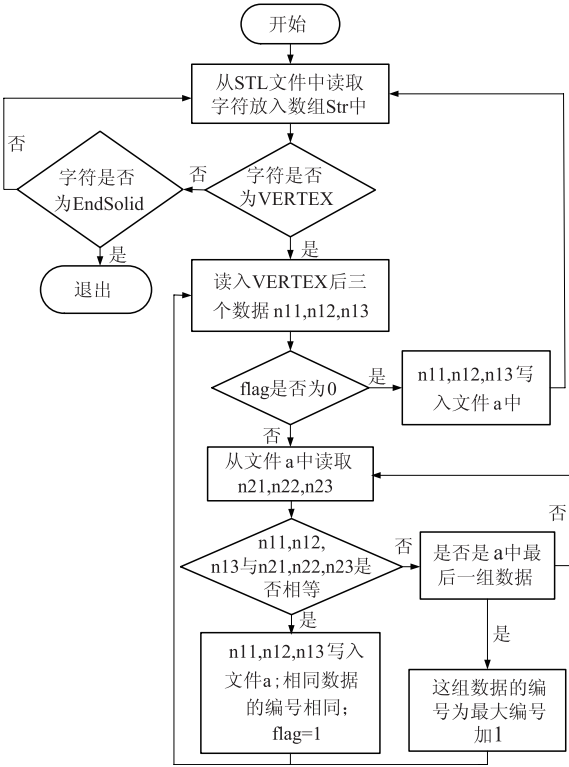 开始
从STL文件中读取
字符放入数组Str中
否
字符是否
为EndSolid
否
字符是否
为VERTEX
是
退出
是
读入VERTEX后三
个数据n11,n12,n13
flag是否为0
是
n11,n12,n13写
入文件a中
否
从文件a中读取
n21,n22,n23
n11,n12,
n13与n21,n22,n23是
否相等
否
是否是a中最
后一组数据
否
是
是
n11,n12,n13写入
文件a;相同数据
的编号相同;
flag=1
这组数据的编
号为最大编号
加1